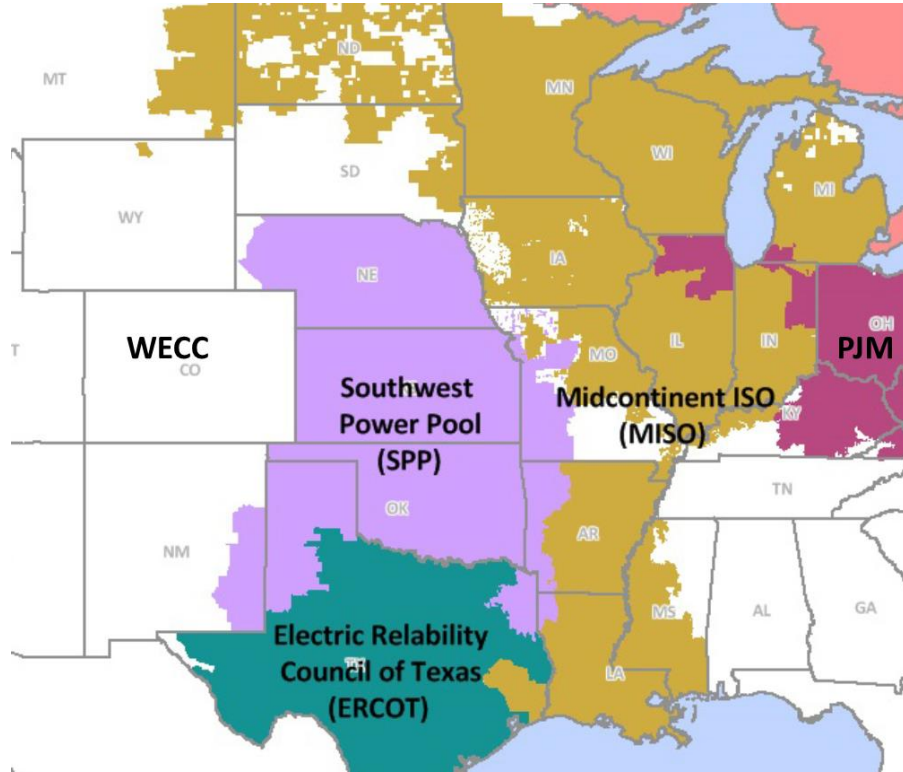 ND
MT
MN
WI
SD
MI
WY
IA
NE
OH
WECC
CO
T
IL
IN
PJM
MO
Southwest
Power Pool
(SPP)
Midcontinent ISO
(MISO)
KY
TN
OK
AR
NM
MS
AL
GA
Electric Relability
Council of Texas
(ERCOT)
LA